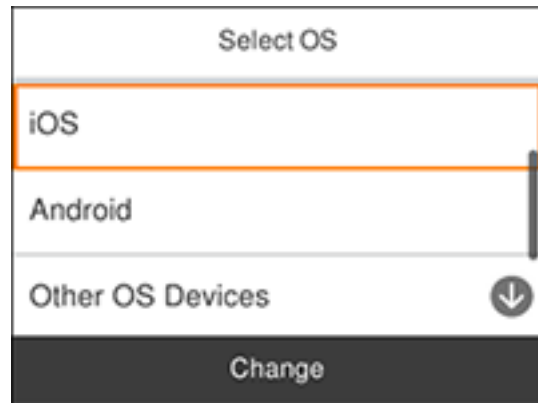 Select OS
iOS
Android
Other OS Devices
Change